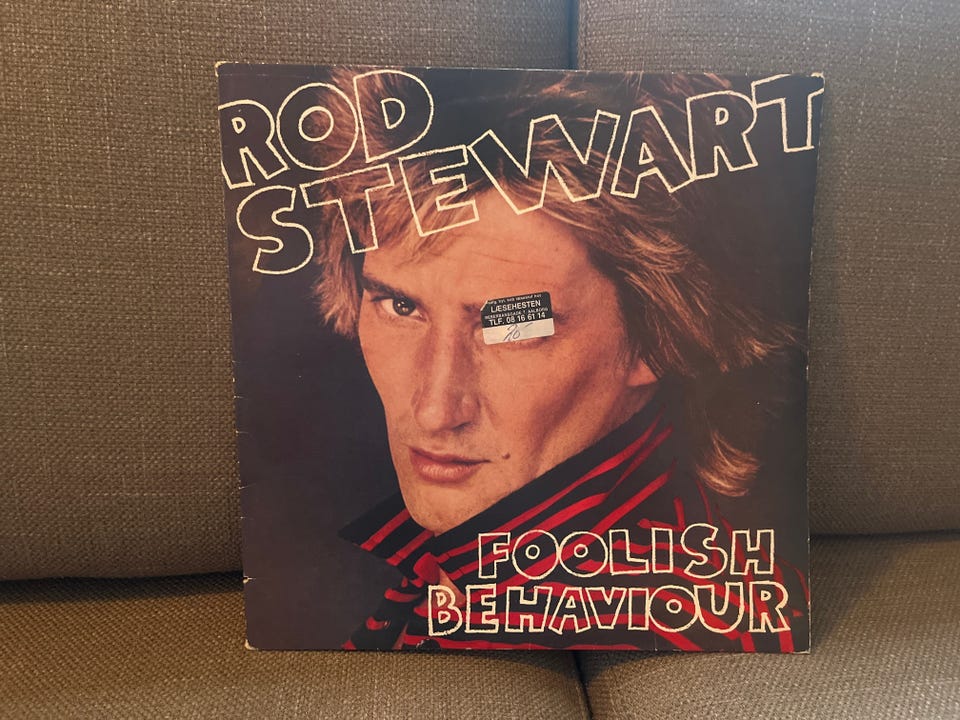 ROD
STEWART
LÆSEHESTEN
TLF. 08 16 61 14
FOOLISH
BEHAVIOUR